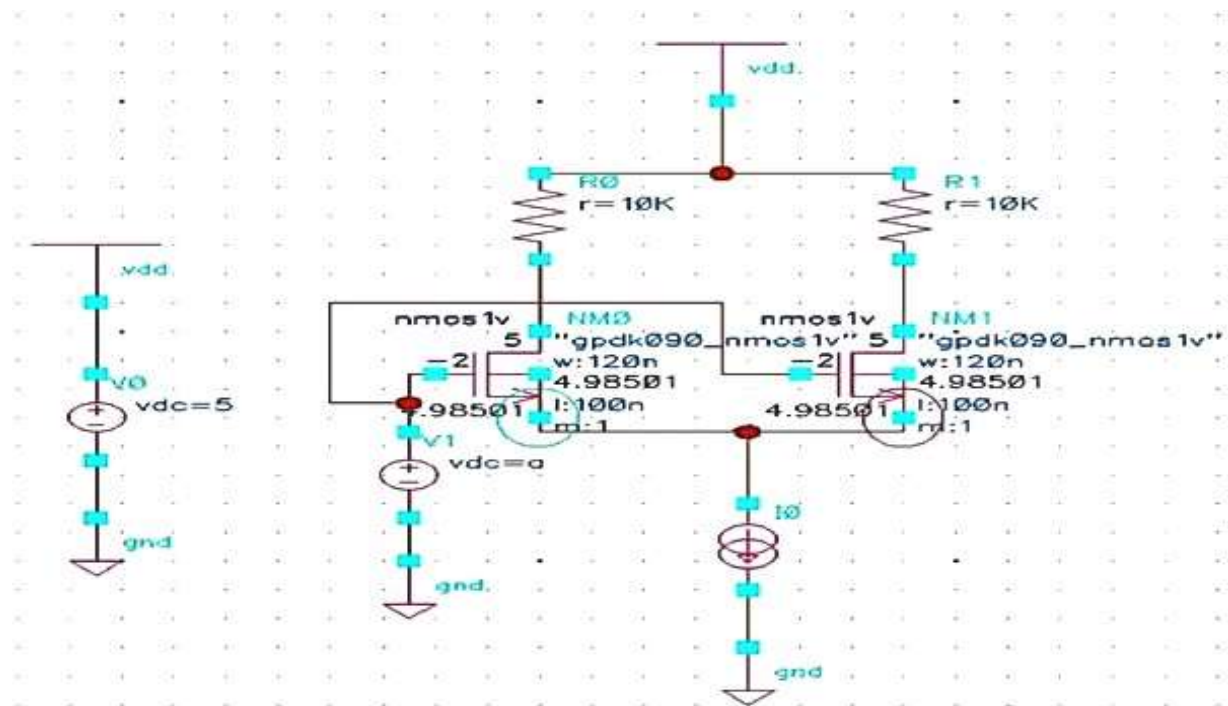 vdd.
R0
r=10K
R1
r=10K
vdd.
V0
vdc=5
gnd
nmos1v
NM0
5
"gpdk090_nmos1v"
-2
w:120n
4.98501
.98501
l:100n
m:1
nmos1v
NM1
5
"gpdk090_nmos1v"
-2
w:120n
4.98501
4.98501
l:100n
m:1
V1
vdc=a
gnd.
I0
gnd